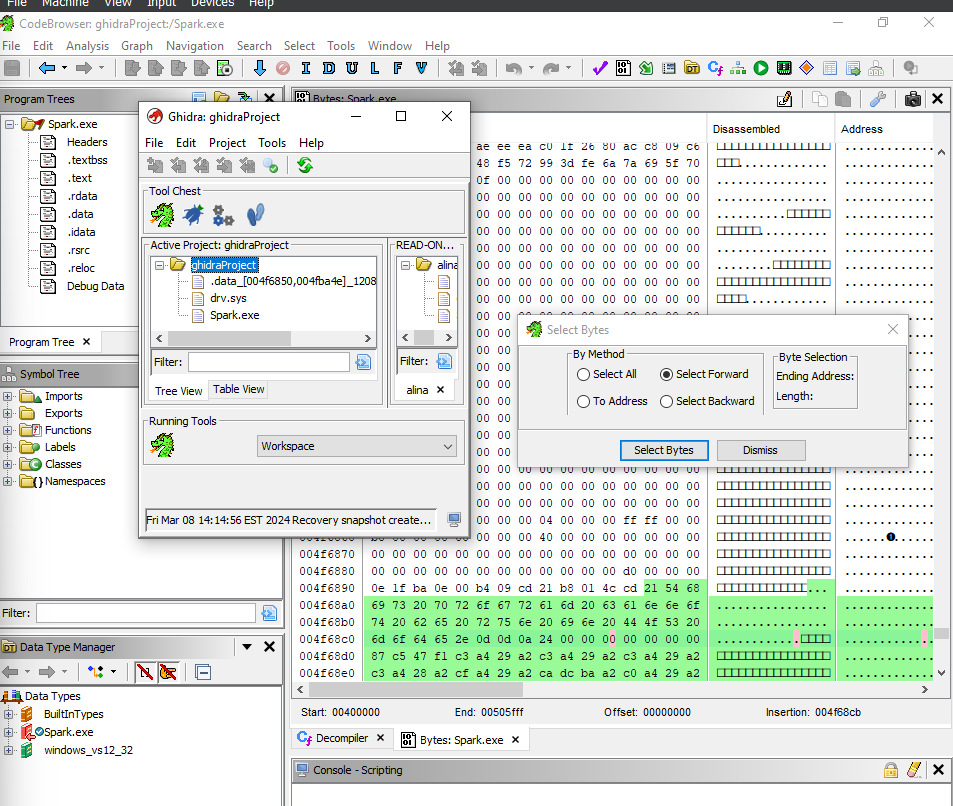 File Machine View Input Devices Help
CodeBrowser: ghidraProject:/Spark.exe
File Edit Analysis Graph Navigation Search Select Tools Window Help
I D U L F V
Program Trees
Spark.exe
Headers
.textbss
.text
.rdata
.data
.idata
.rsrc
.reloc
Debug Data
Program Tree
Symbol Tree
Imports
Exports
Functions
Labels
Classes
Namespaces
Filter:
Data Type Manager
Data Types
BuiltInTypes
Spark.exe
windows_vs12_32
Ghidra: ghidraProject
File Edit Project Tools Help
Tool Chest
Active Project: ghidraProject
ghidraProject
.data_[004f6850,004fba4e]_1208
drv.sys
Spark.exe
Filter:
Tree View Table View
READ-ON...
alina
Filter:
alina
Running Tools
Workspace
Fri Mar 08 14:14:56 EST 2024 Recovery snapshot create...
Bytes: Spark.exe
Disassembled Address
ae ee ea c0 1f 26 80 ac c8 09 c6
48 f5 72 99 3d fe 6a 7a 69 5f 70
0f 00 00 00 00 00 00 00 00 00
Select Bytes
By Method
Select All Select Forward
To Address Select Backward
Byte Selection
Ending Address:
Length:
Select Bytes Dismiss
00 00 00 04 00 00 00 ff ff 00 00
00 00 00 40 00 00 00 00 00 00 00
004f6870 00 00 00 00 00 00 00 00 00 00 00 00 00 00 00 00
004f6880 00 00 00 00 00 00 00 00 00 00 00 00 d0 00 00 00
004f6890 0e 1f ba 0e 00 b4 09 cd 21 b8 01 4c cd 21 54 68
004f68a0 69 73 20 70 72 6f 67 72 61 6d 20 63 61 6e 6e 6f
004f68b0 74 20 62 65 20 72 75 6e 20 69 6e 20 44 4f 53 20
004f68c0 6d 6f 64 65 2e 0d 0d 0a 24 00 00 00 00 00 00 00
004f68d0 87 c5 47 f1 c3 a4 29 a2 c3 a4 29 a2 c3 a4 29 a2
004f68e0 c3 a4 28 a2 cf a4 29 a2 ca dc ba a2 c0 a4 29 a2
Start: 00400000 End: 00505fff Offset: 00000000 Insertion: 004f68cb
Decompiler Bytes: Spark.exe
Console - Scripting